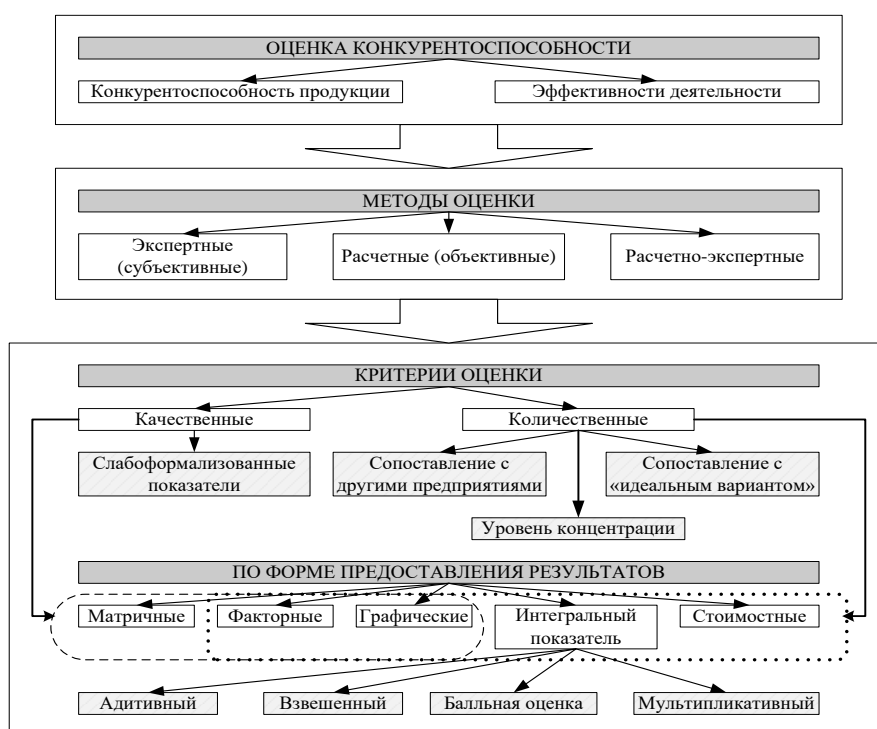 ОЦЕНКА КОНКУРЕНТОСПОСОБНОСТИ
Конкурентоспособность продукции
Эффективности деятельности
МЕТОДЫ ОЦЕНКИ
Экспертные
(субъективные)
Расчетные (объективные)
Расчетно-экспертные
КРИТЕРИИ ОЦЕНКИ
Качественные
Количественные
Слабоформализованные
показатели
Сопоставление с
другими предприятиями
Сопоставление с
«идеальным вариантом»
Уровень концентрации
ПО ФОРМЕ ПРЕДОСТАВЛЕНИЯ РЕЗУЛЬТАТОВ
Матричные
Факторные
Графические
Интегральный
показатель
Стоимостные
Адитивный
Взвешенный
Балльная оценка
Мультипликативный